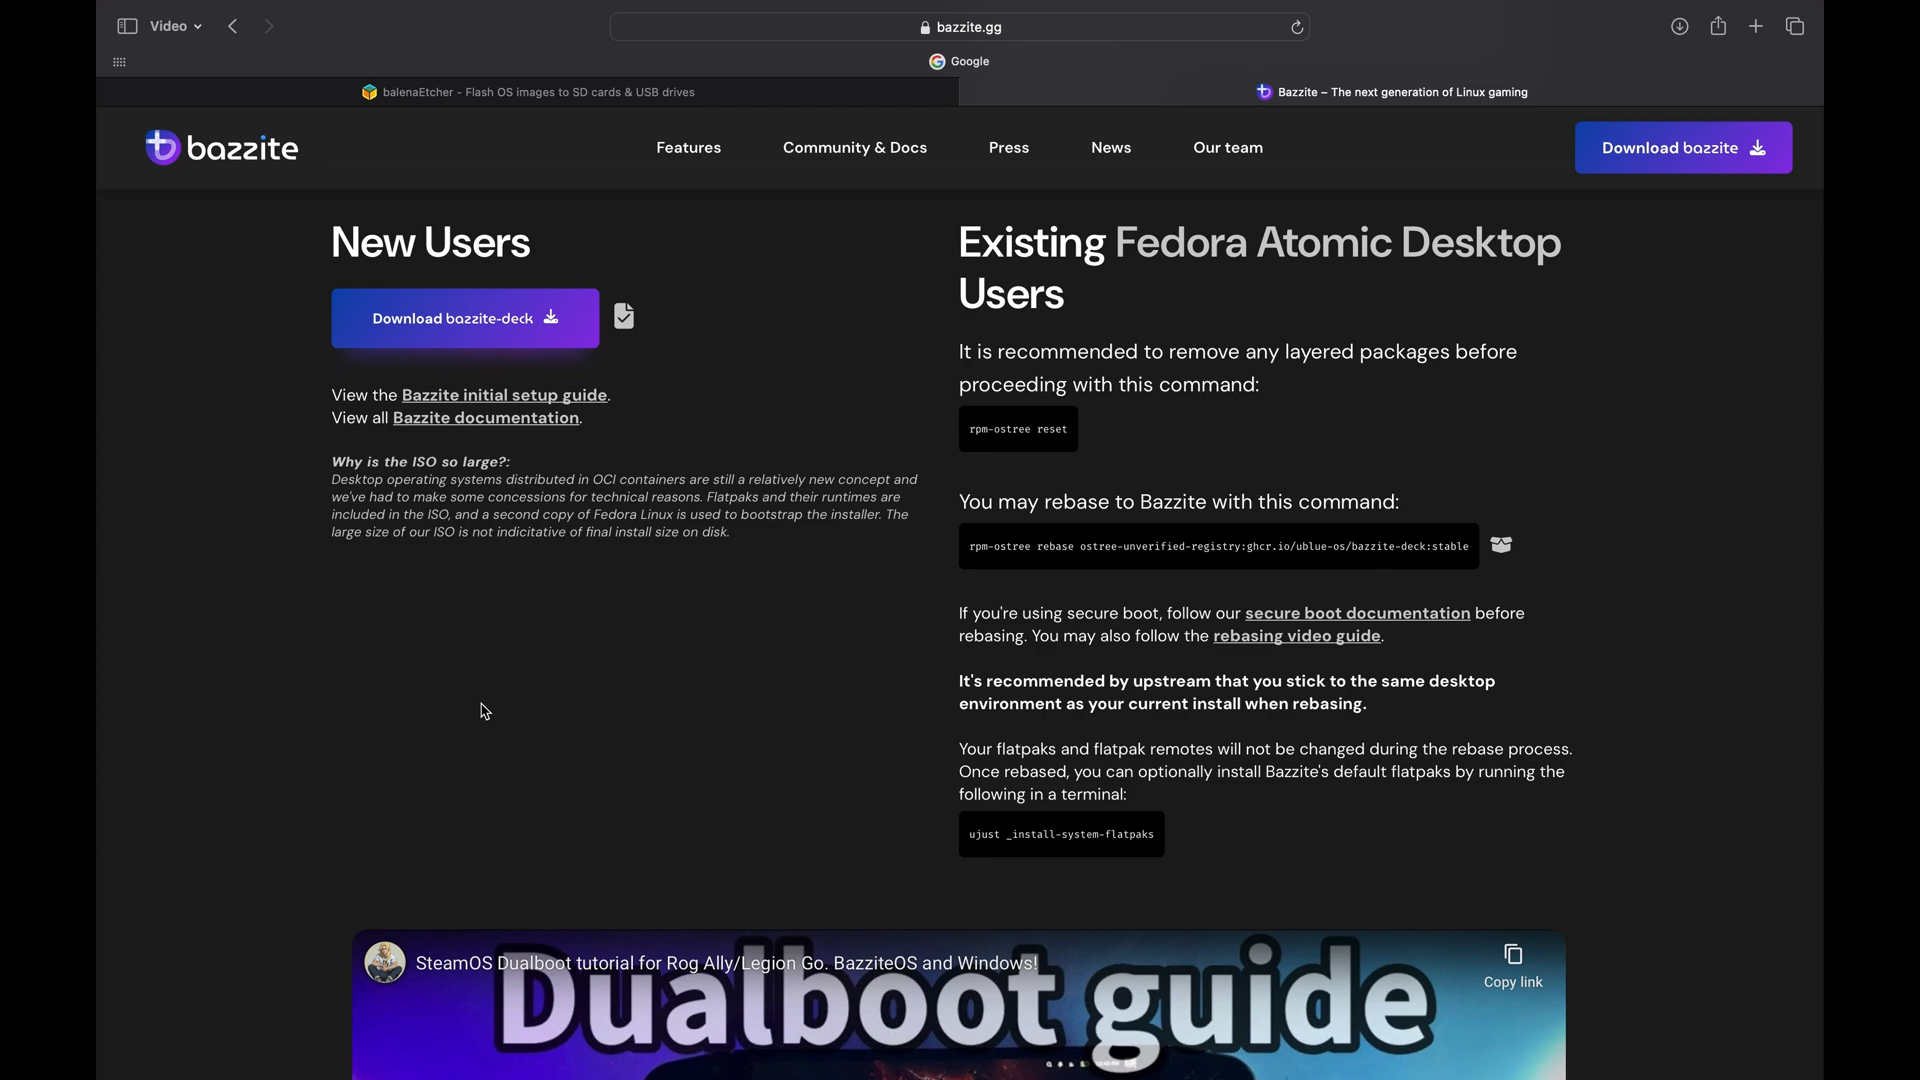 Video
bazzite.gg
Google
balenaEtcher - Flash OS images to SD cards & USB drives
Bazzite – The next generation of Linux gaming
bazzite
Features
Community & Docs
Press
News
Our team
Download bazzite
New Users
Download bazzite-deck
View the Bazzite initial setup guide.
View all Bazzite documentation.
Why is the ISO so large?:
Desktop operating systems distributed in OCI containers are still a relatively new concept and
we've had to make some concessions for technical reasons. Flatpaks and their runtimes are
included in the ISO, and a second copy of Fedora Linux is used to bootstrap the installer. The
large size of our ISO is not indicitative of final install size on disk.
Existing Fedora Atomic Desktop
Users
It is recommended to remove any layered packages before
proceeding with this command:
rpm-ostree reset
You may rebase to Bazzite with this command:
rpm-ostree rebase ostree-unverified-registry:ghcr.io/ublue-os/bazzite-deck:stable
If you're using secure boot, follow our secure boot documentation before
rebasing. You may also follow the rebasing video guide.
It's recommended by upstream that you stick to the same desktop
environment as your current install when rebasing.
Your flatpaks and flatpak remotes will not be changed during the rebase process.
Once rebased, you can optionally install Bazzite's default flatpaks by running the
following in a terminal:
ujust _install-system-flatpaks
SteamOS Dualboot tutorial for Rog Ally/Legion Go. BazziteOS and Windows!
Copy link
Dualboot guide